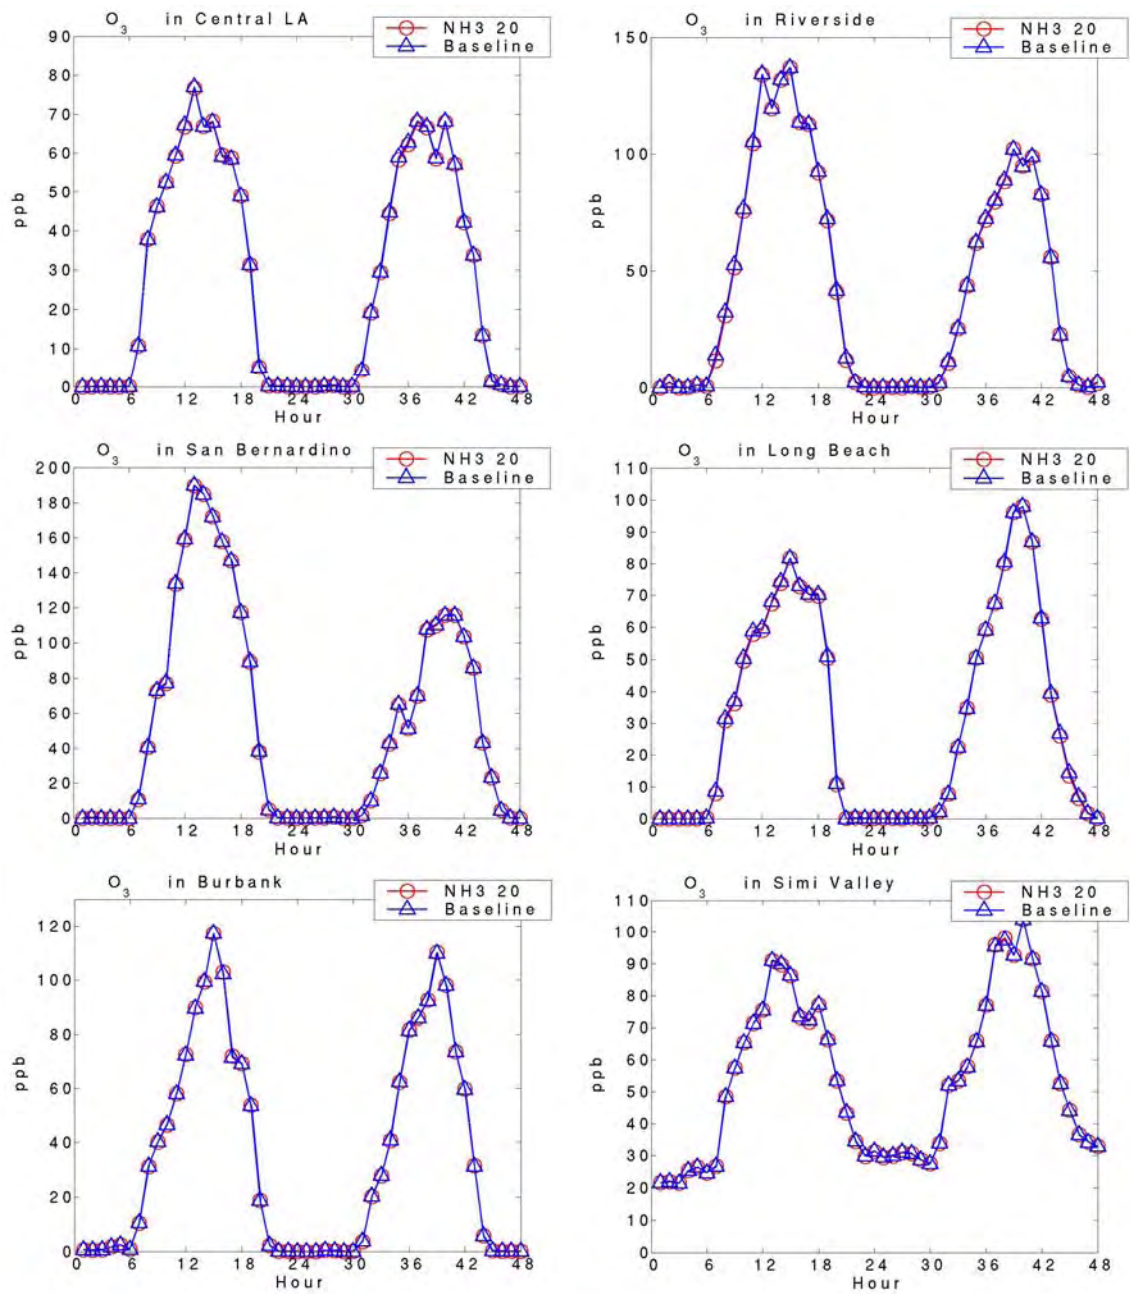 O3 in Central LA
NH3 20
Baseline
90
80
70
60
50
40
30
20
10
0
ppb
0 6 12 18 24 30 36 42 48
Hour
O3 in Riverside
NH3 20
Baseline
150
100
50
0
ppb
0 6 12 18 24 30 36 42 48
Hour
O3 in San Bernardino
NH3 20
Baseline
200
180
160
140
120
100
80
60
40
20
0
ppb
0 6 12 18 24 30 36 42 48
Hour
O3 in Long Beach
NH3 20
Baseline
110
100
90
80
70
60
50
40
30
20
10
0
ppb
0 6 12 18 24 30 36 42 48
Hour
O3 in Burbank
NH3 20
Baseline
120
100
80
60
40
20
0
ppb
0 6 12 18 24 30 36 42 48
Hour
O3 in Simi Valley
NH3 20
Baseline
110
100
90
80
70
60
50
40
30
20
10
0
ppb
0 6 12 18 24 30 36 42 48
Hour